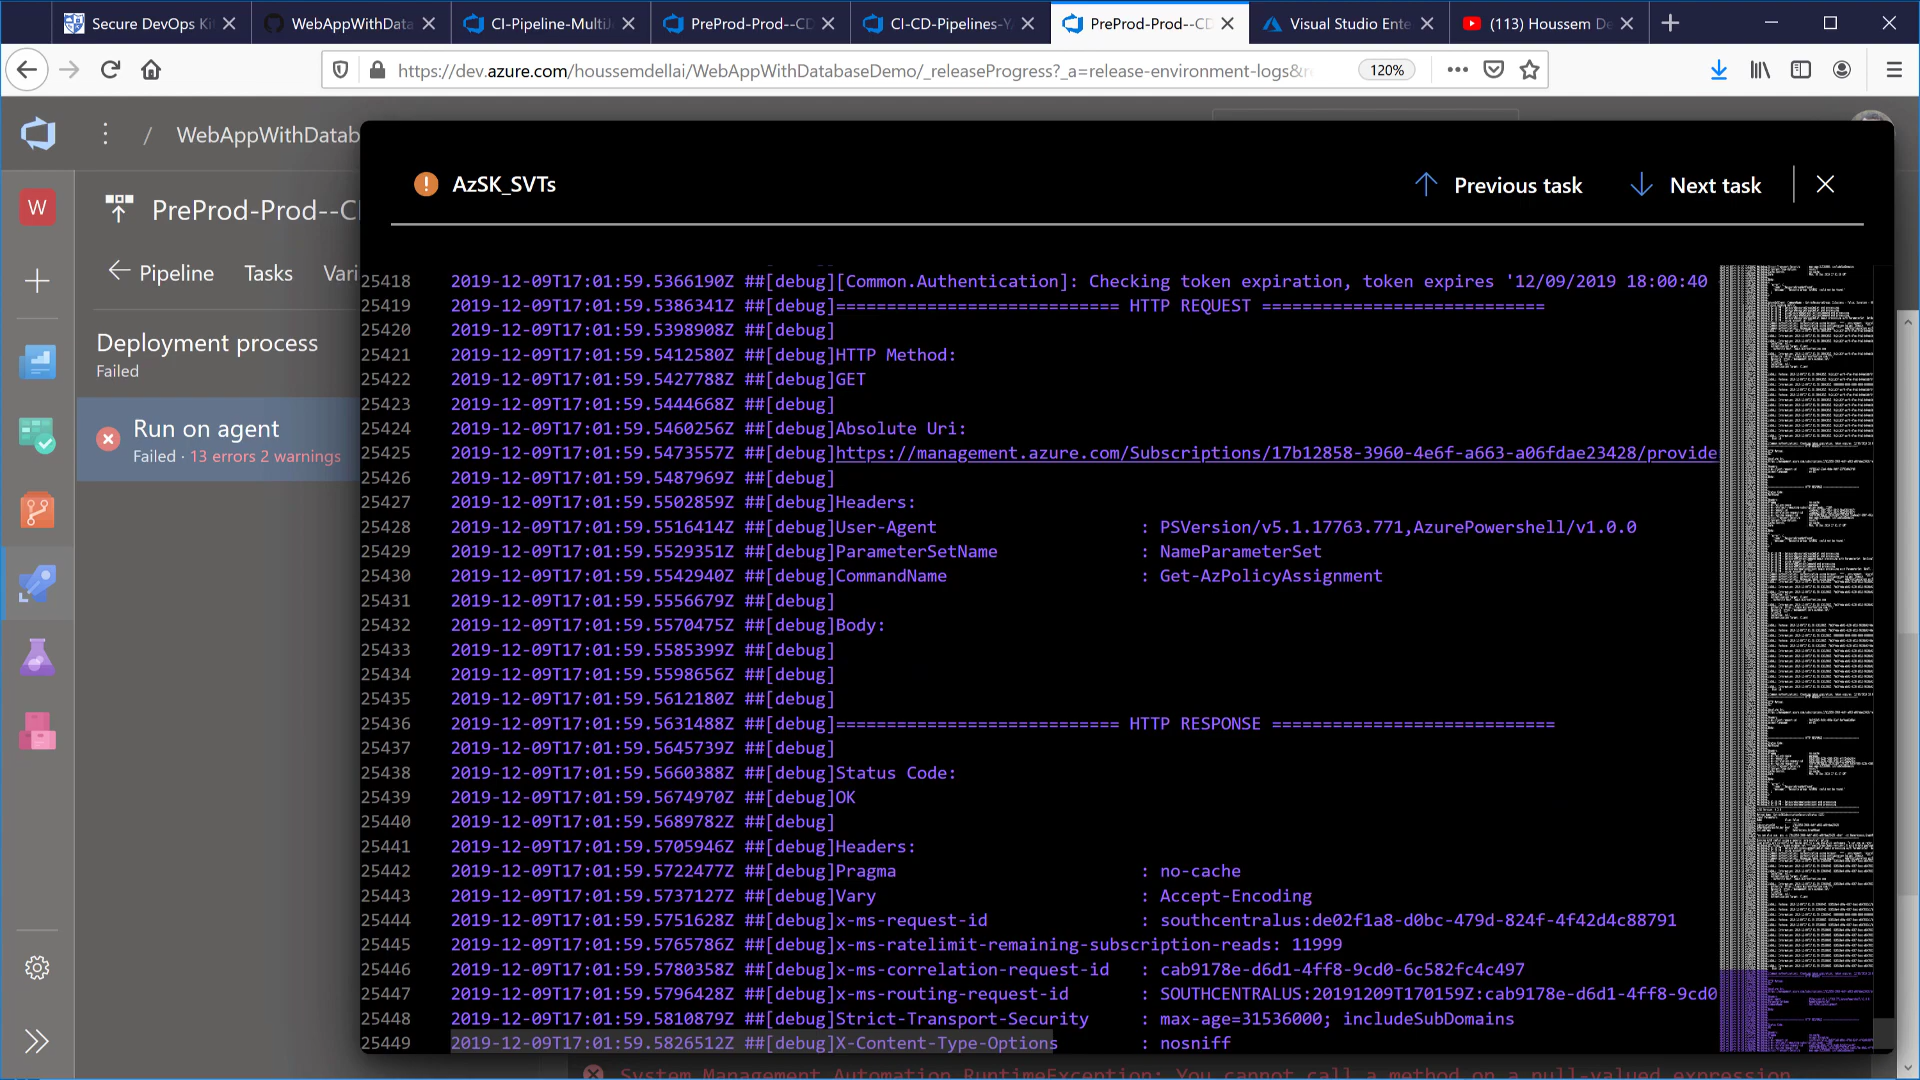 Secure DevOps Ki
WebAppWithData
CI-Pipeline-MultiJ
PreProd-Prod--CD
CI-CD-Pipelines-Y
PreProd-Prod--CD
Visual Studio Ente
(113) Houssem De
https://dev.azure.com/houssemdellai/WebAppWithDatabaseDemo/_releaseProgress?_a=release-environment-logs&r
120%
/ WebAppWithDatab
W
PreProd-Prod--CI
Pipeline Tasks Vari
Deployment process
Failed
Run on agent
Failed · 13 errors 2 warnings
AzSK_SVTs
Previous task
Next task
25418 2019-12-09T17:01:59.5366190Z ##[debug][Common.Authentication]: Checking token expiration, token expires '12/09/2019 18:00:40
25419 2019-12-09T17:01:59.5386341Z ##[debug]============================ HTTP REQUEST ============================
25420 2019-12-09T17:01:59.5398908Z ##[debug]
25421 2019-12-09T17:01:59.5412580Z ##[debug]HTTP Method:
25422 2019-12-09T17:01:59.5427788Z ##[debug]GET
25423 2019-12-09T17:01:59.5444668Z ##[debug]
25424 2019-12-09T17:01:59.5460256Z ##[debug]Absolute Uri:
25425 2019-12-09T17:01:59.5473557Z ##[debug]https://management.azure.com/Subscriptions/17b12858-3960-4e6f-a663-a06fdae23428/provide
25426 2019-12-09T17:01:59.5487969Z ##[debug]
25427 2019-12-09T17:01:59.5502859Z ##[debug]Headers:
25428 2019-12-09T17:01:59.5516414Z ##[debug]User-Agent : PSVersion/v5.1.17763.771,AzurePowershell/v1.0.0
25429 2019-12-09T17:01:59.5529351Z ##[debug]ParameterSetName : NameParameterSet
25430 2019-12-09T17:01:59.5542940Z ##[debug]CommandName : Get-AzPolicyAssignment
25431 2019-12-09T17:01:59.5556679Z ##[debug]
25432 2019-12-09T17:01:59.5570475Z ##[debug]Body:
25433 2019-12-09T17:01:59.5585399Z ##[debug]
25434 2019-12-09T17:01:59.5598656Z ##[debug]
25435 2019-12-09T17:01:59.5612180Z ##[debug]
25436 2019-12-09T17:01:59.5631488Z ##[debug]============================ HTTP RESPONSE ============================
25437 2019-12-09T17:01:59.5645739Z ##[debug]
25438 2019-12-09T17:01:59.5660388Z ##[debug]Status Code:
25439 2019-12-09T17:01:59.5674970Z ##[debug]OK
25440 2019-12-09T17:01:59.5689782Z ##[debug]
25441 2019-12-09T17:01:59.5705946Z ##[debug]Headers:
25442 2019-12-09T17:01:59.5722477Z ##[debug]Pragma : no-cache
25443 2019-12-09T17:01:59.5737127Z ##[debug]Vary : Accept-Encoding
25444 2019-12-09T17:01:59.5751628Z ##[debug]x-ms-request-id : southcentralus:de02f1a8-d0bc-479d-824f-4f42d4c88791
25445 2019-12-09T17:01:59.5765786Z ##[debug]x-ms-ratelimit-remaining-subscription-reads: 11999
25446 2019-12-09T17:01:59.5780358Z ##[debug]x-ms-correlation-request-id : cab9178e-d6d1-4ff8-9cd0-6c582fc4c497
25447 2019-12-09T17:01:59.5796428Z ##[debug]x-ms-routing-request-id : SOUTHCENTRALUS:20191209T170159Z:cab9178e-d6d1-4ff8-9cd0
25448 2019-12-09T17:01:59.5810879Z ##[debug]Strict-Transport-Security : max-age=31536000; includeSubDomains
25449 2019-12-09T17:01:59.5826512Z ##[debug]X-Content-Type-Options : nosniff
System.Management.Automation.RuntimeException: You cannot call a method on a null-valued expression